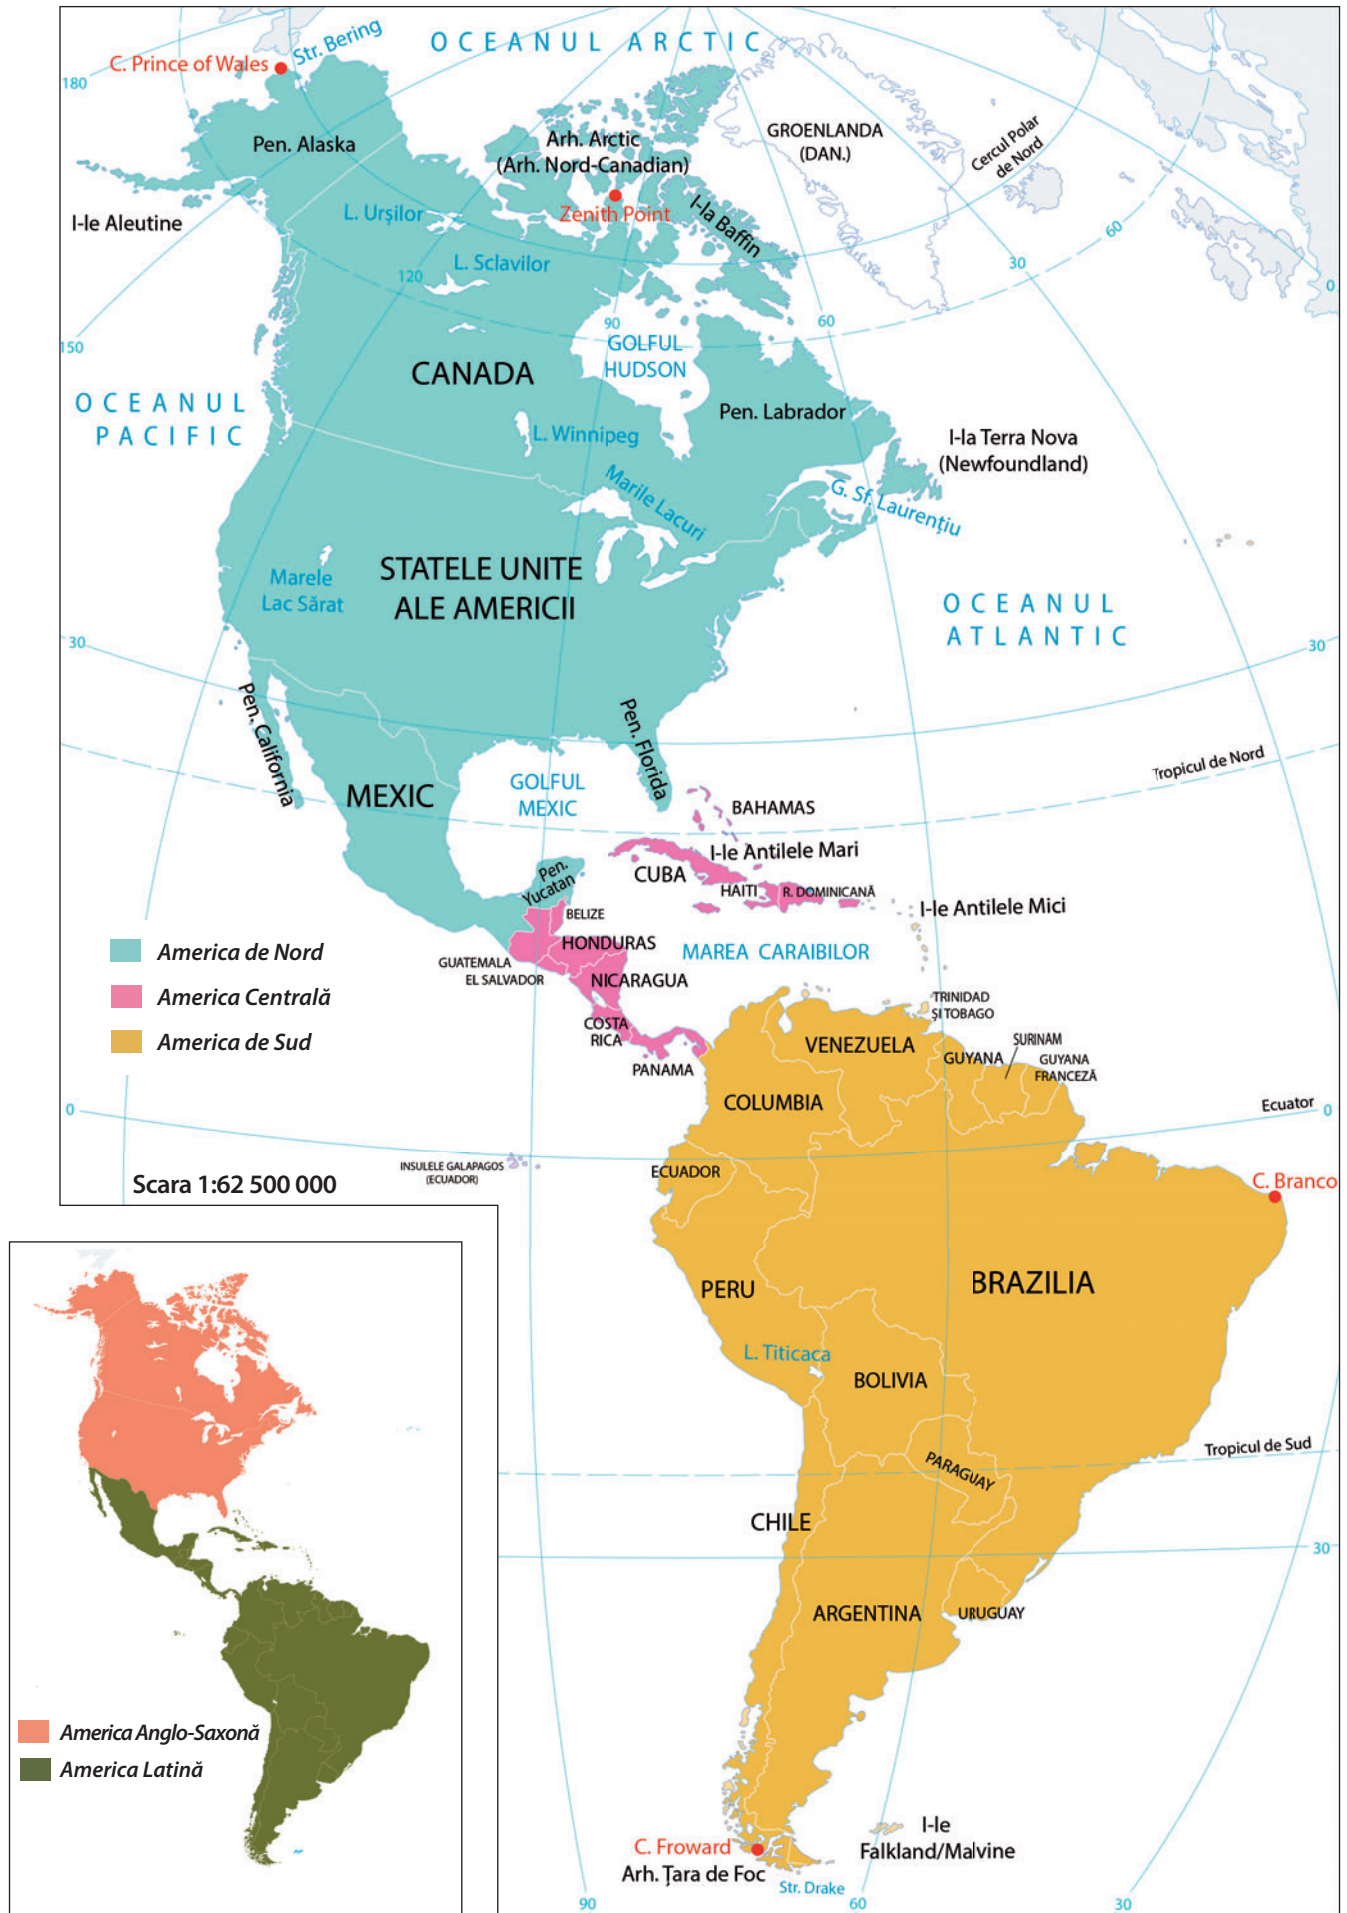 OCEANUL ARCTIC
Str. Bering
C. Prince of Wales
180
Pen. Alaska
Arh. Arctic
(Arh. Nord-Canadian)
GROENLANDA
(DAN.)
Cercul Polar
de Nord
I-le Aleutine
L. Urșilor
Zenith Point
I-la Baffin
60
L. Sclavilor
120
30
0
90
60
150
GOLFUL
HUDSON
CANADA
OCEANUL
PACIFIC
Pen. Labrador
L. Winnipeg
I-la Terra Nova
(Newfoundland)
Marile Lacuri
G. Sf. Laurențiu
STATELE UNITE
ALE AMERICII
Marele
Lac Sărat
OCEANUL
ATLANTIC
30
30
Pen. California
Pen. Florida
Tropicul de Nord
MEXIC
GOLFUL
MEXIC
BAHAMAS
I-le Antilele Mari
CUBA
Pen.
Yucatan
HAITI
R. DOMINICANĂ
I-le Antilele Mici
BELIZE
HONDURAS
MAREA CARAIBILOR
GUATEMALA
EL SALVADOR
NICARAGUA
America de Nord
America Centrală
America de Sud
COSTA
RICA
PANAMA
TRINIDAD
ȘI TOBAGO
VENEZUELA
GUYANA
SURINAM
GUYANA
FRANCEZĂ
COLUMBIA
0
Ecuator
0
INSULELE GALAPAGOS
(ECUADOR)
ECUADOR
Scara 1:62 500 000
C. Branco
PERU
BRAZILIA
L. Titicaca
BOLIVIA
Tropicul de Sud
PARAGUAY
CHILE
30
ARGENTINA
URUGUAY
America Anglo-Saxonă
America Latină
I-le
Falkland/Malvine
C. Froward
Arh. Țara de Foc
Str. Drake
90
60
30